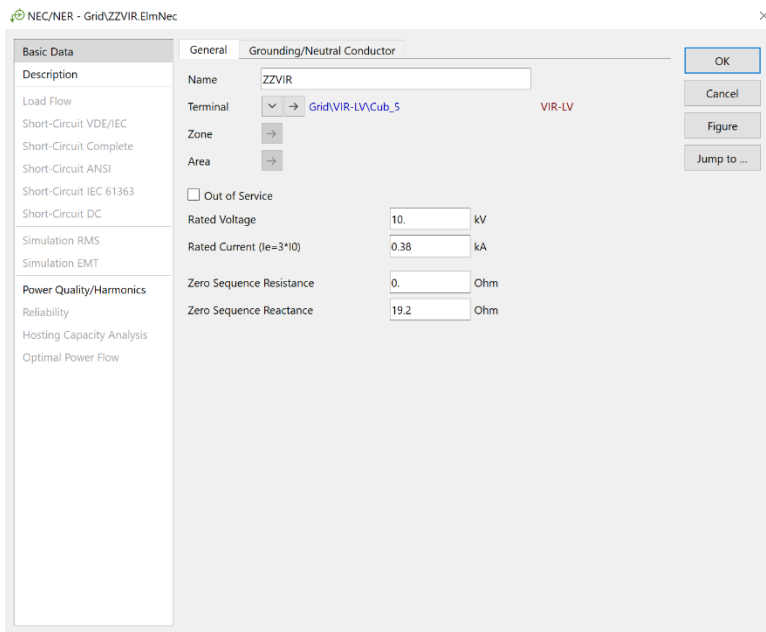 NEC/NER - Grid\ZZVIR.ElmNec
Basic Data
Description
Load Flow
Short-Circuit VDE/IEC
Short-Circuit Complete
Short-Circuit ANSI
Short-Circuit IEC 61363
Short-Circuit DC
Simulation RMS
Simulation EMT
Power Quality/Harmonics
Reliability
Hosting Capacity Analysis
Optimal Power Flow
General Grounding/Neutral Conductor
Name ZZVIR
Terminal Grid\VIR-LV\Cub_5 VIR-LV
Zone
Area
Out of Service
Rated Voltage 10. kV
Rated Current (Ie=3*I0) 0.38 kA
Zero Sequence Resistance 0. Ohm
Zero Sequence Reactance 19.2 Ohm
OK
Cancel
Figure
Jump to ...